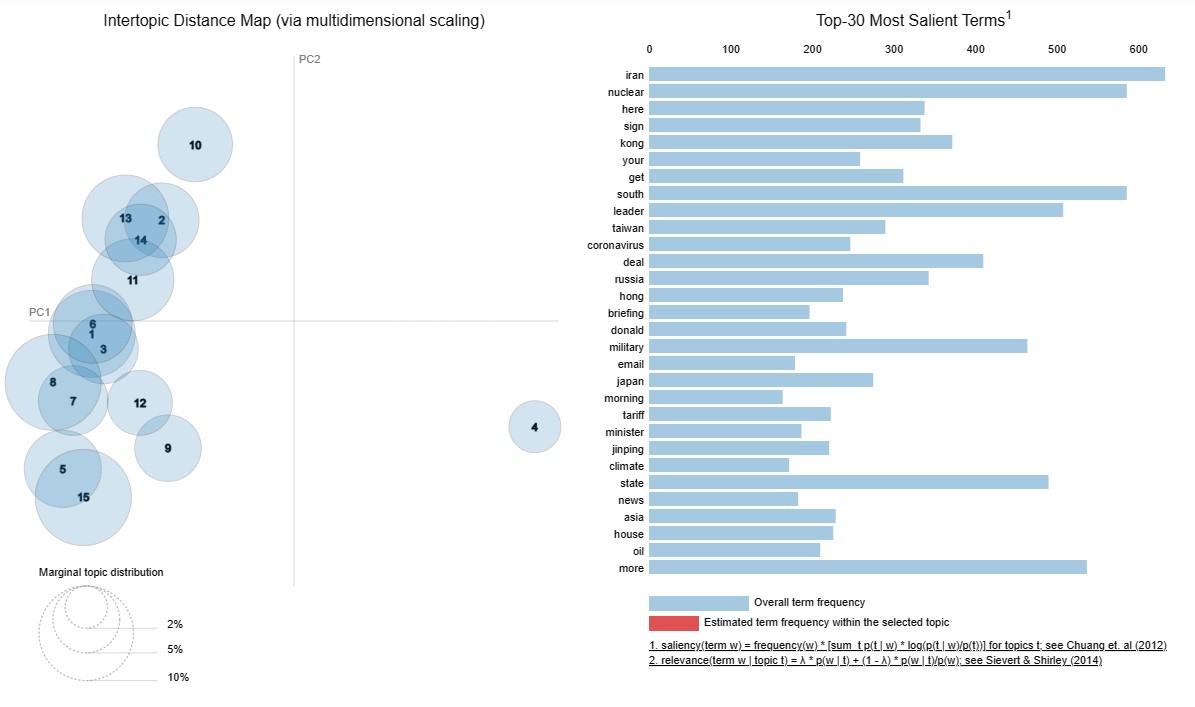 Intertopic Distance Map (via multidimensional scaling)
PC2
PC1
10
13
2
14
11
6
1
3
8
7
12
9
4
5
15
Marginal topic distribution
2%
5%
10%
Top-30 Most Salient Terms1
0 100 200 300 400 500 600
iran
nuclear
here
sign
kong
your
get
south
leader
taiwan
coronavirus
deal
russia
hong
briefing
donald
military
email
japan
morning
tariff
minister
jinping
climate
state
news
asia
house
oil
more
Overall term frequency
Estimated term frequency within the selected topic
1. saliency(term w) = frequency(w) * [sum_t p(t | w) * log(p(t | w)/p(t))] for topics t; see Chuang et. al (2012)
2. relevance(term w | topic t) = λ * p(w | t) + (1 - λ) * p(w | t)/p(w); see Sievert & Shirley (2014)